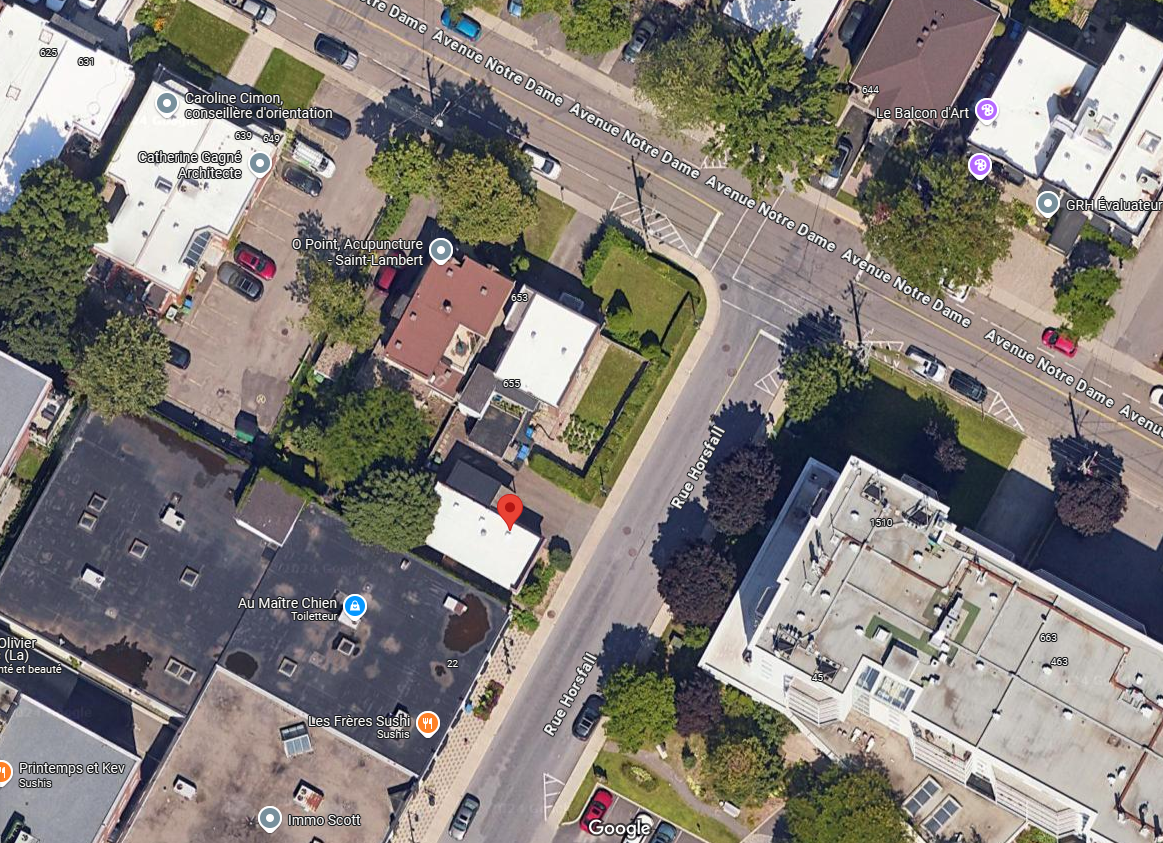 Notre Dame
Avenue Notre Dame
Avenue Notre Dame
Avenue Notre Dame
Avenue Notre Dame
Avenue Notre Dame
Avenue
625
631
Caroline Cimon,
conseillère d'orientation
639
649
Catherine Gagné
Architecte
644
Le Balcon d'Art
GRH Évaluateur
O Point, Acupuncture
- Saint-Lambert
653
655
Rue Horsfall
1510
Au Maître Chien
Toiletteur
Olivier
(La)
nté et beauté
22
663
463
45
Rue Horsfall
Les Frères Sushi
Sushis
Printemps et Kev
Sushis
Immo Scott
Google